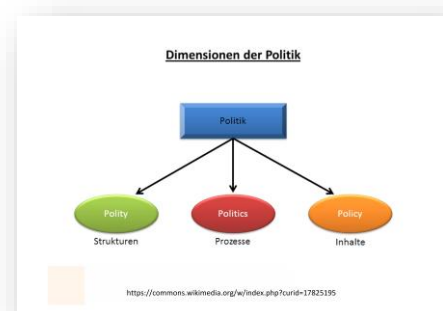 Dimensionen der Politik
Politik
Polity
Politics
Policy
Strukturen
Prozesse
Inhalte
https://commons.wikimedia.org/w/index.php?curid=17825195